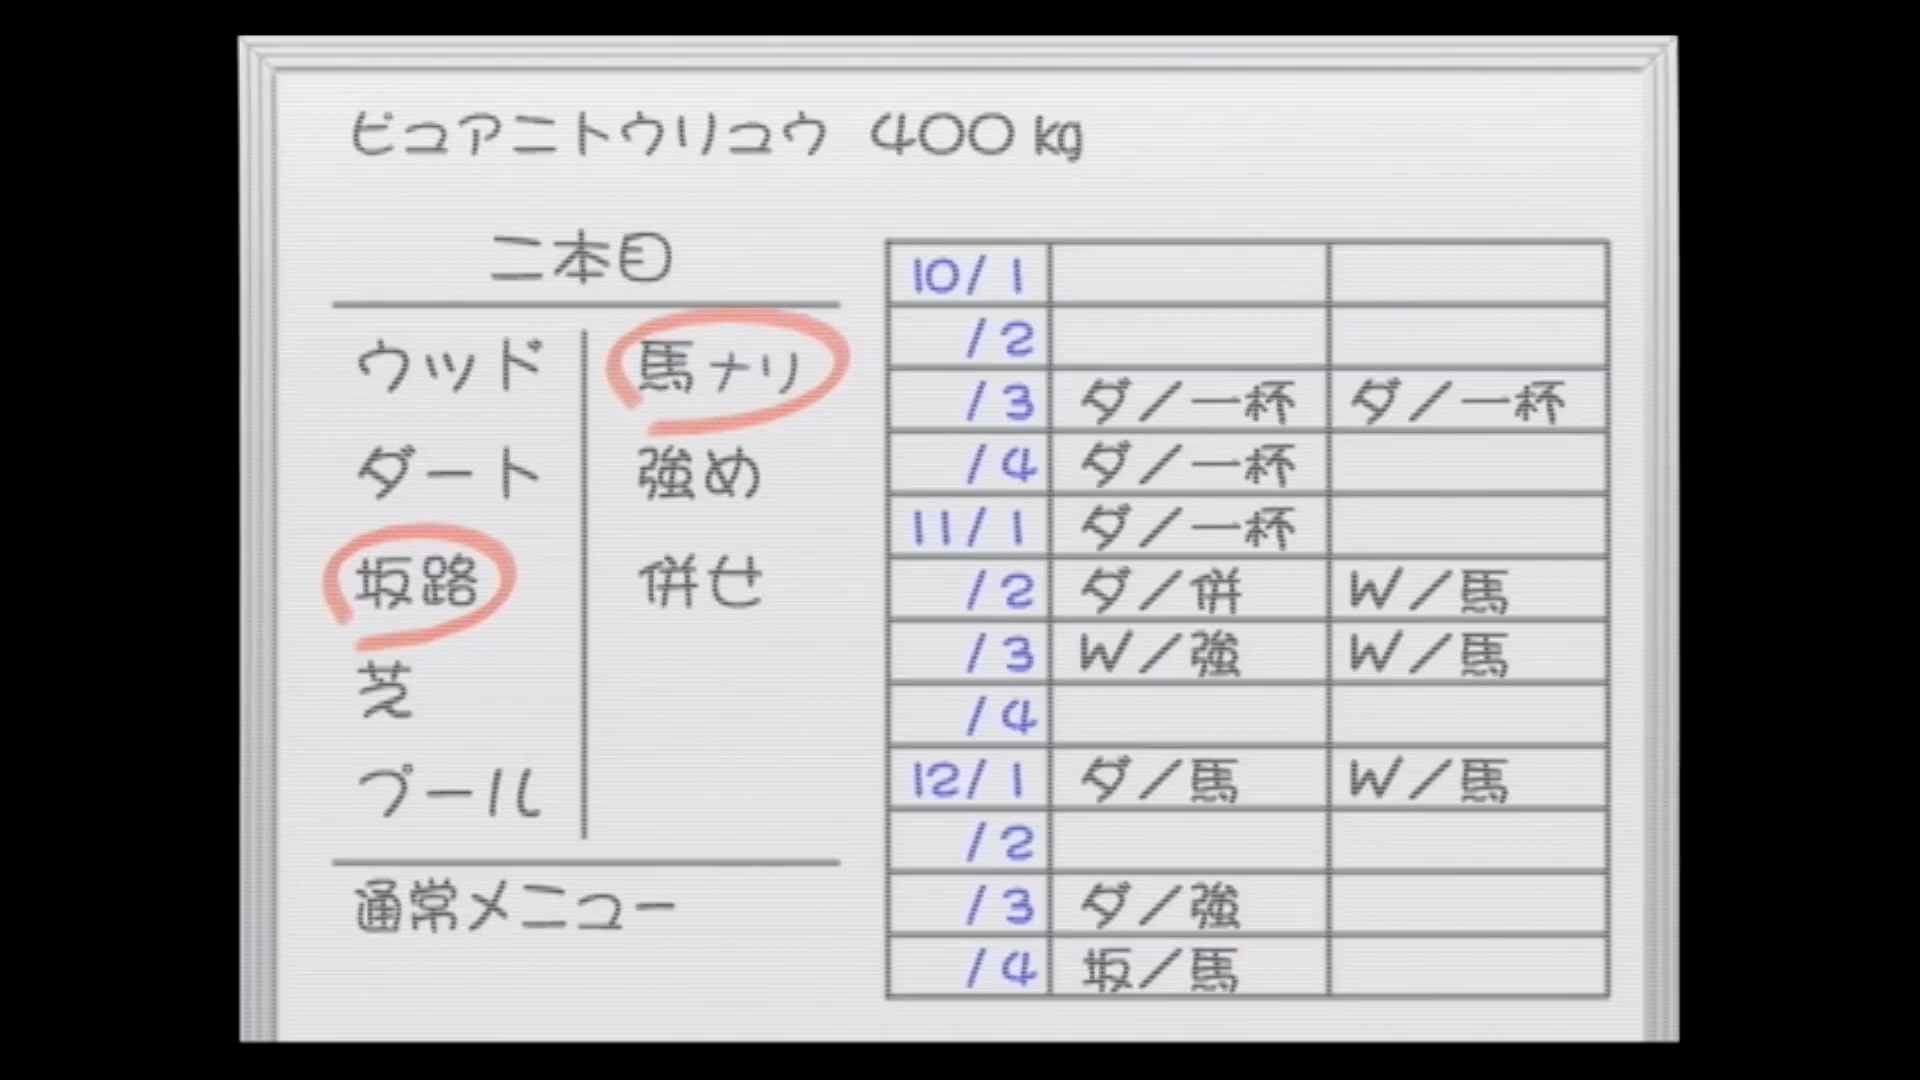 ピュアニトウリュウ 400kg
二本目
ウッド 馬ナリ
ダート 強め
坂路 併せ
芝
プール
通常メニュー
10/1
/2
/3 ダ/一杯 ダ/一杯
/4 ダ/一杯
11/1 ダ/一杯
/2 ダ/併 W/馬
/3 W/強 W/馬
/4
12/1 ダ/馬 W/馬
/2
/3 ダ/強
/4 坂/馬